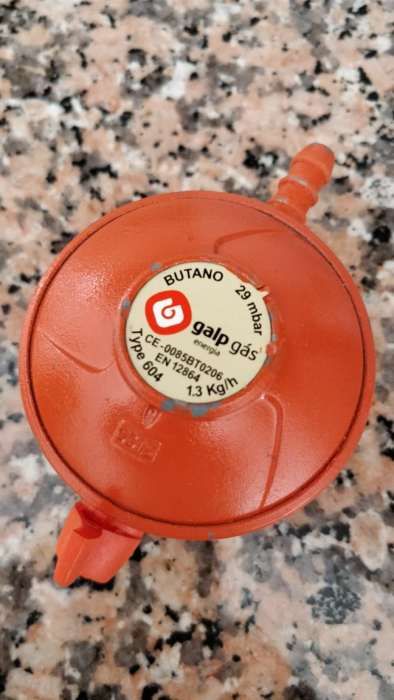 BUTANO 29 mbar
galp gás
energia
CE-0085BT0206
EN 12864
Type 604 1.3 Kg/h